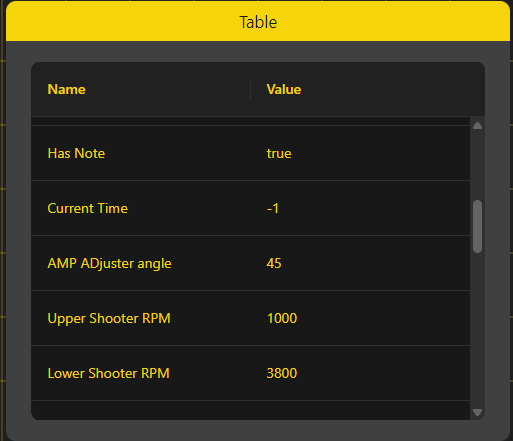 Table
Name Value
Has Note true
Current Time -1
AMP ADjuster angle 45
Upper Shooter RPM 1000
Lower Shooter RPM 3800